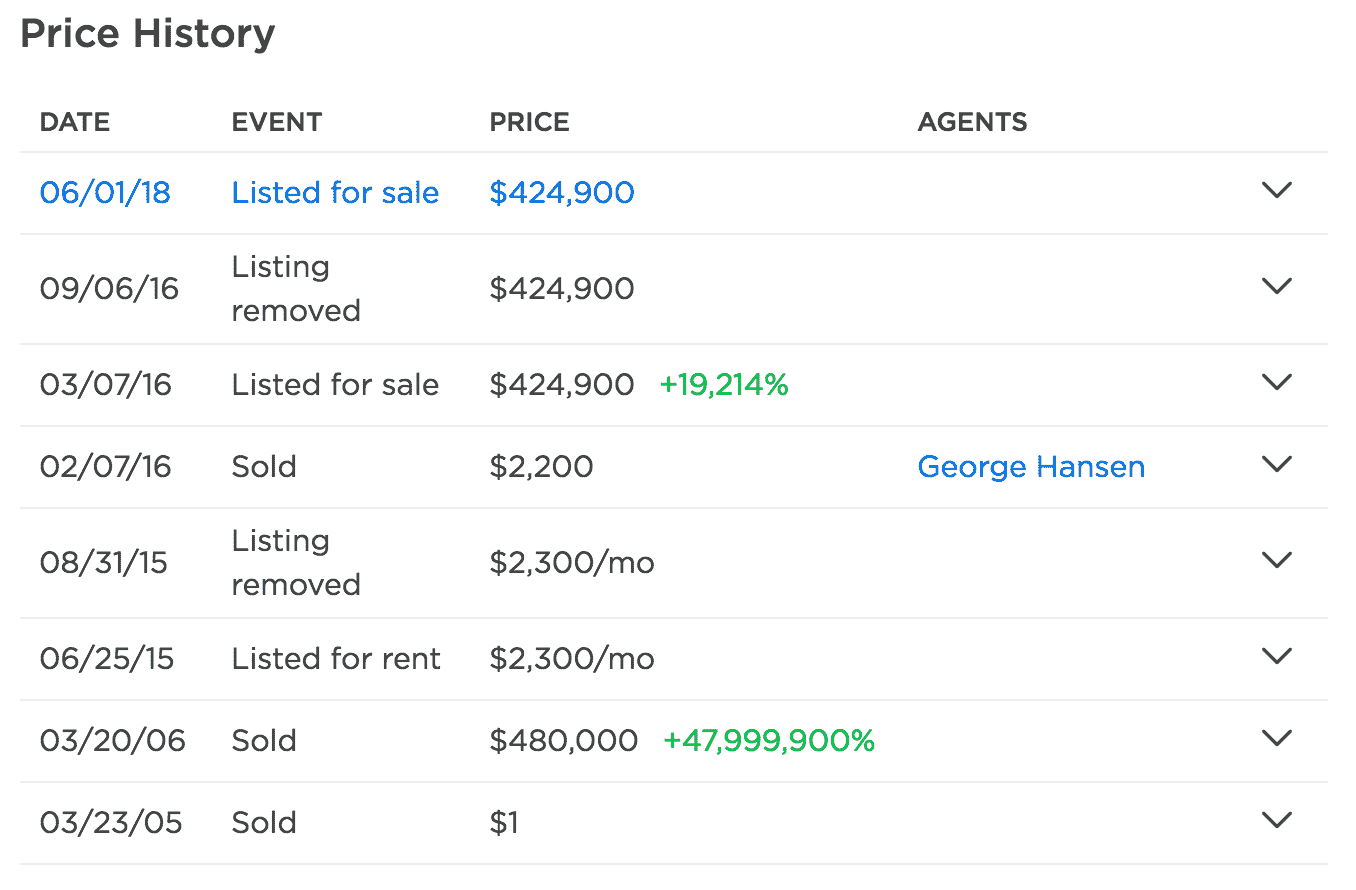 Price History
DATE EVENT PRICE AGENTS
06/01/18 Listed for sale $424,900
09/06/16 Listing removed $424,900
03/07/16 Listed for sale $424,900 +19,214%
02/07/16 Sold $2,200 George Hansen
08/31/15 Listing removed $2,300/mo
06/25/15 Listed for rent $2,300/mo
03/20/06 Sold $480,000 +47,999,900%
03/23/05 Sold $1